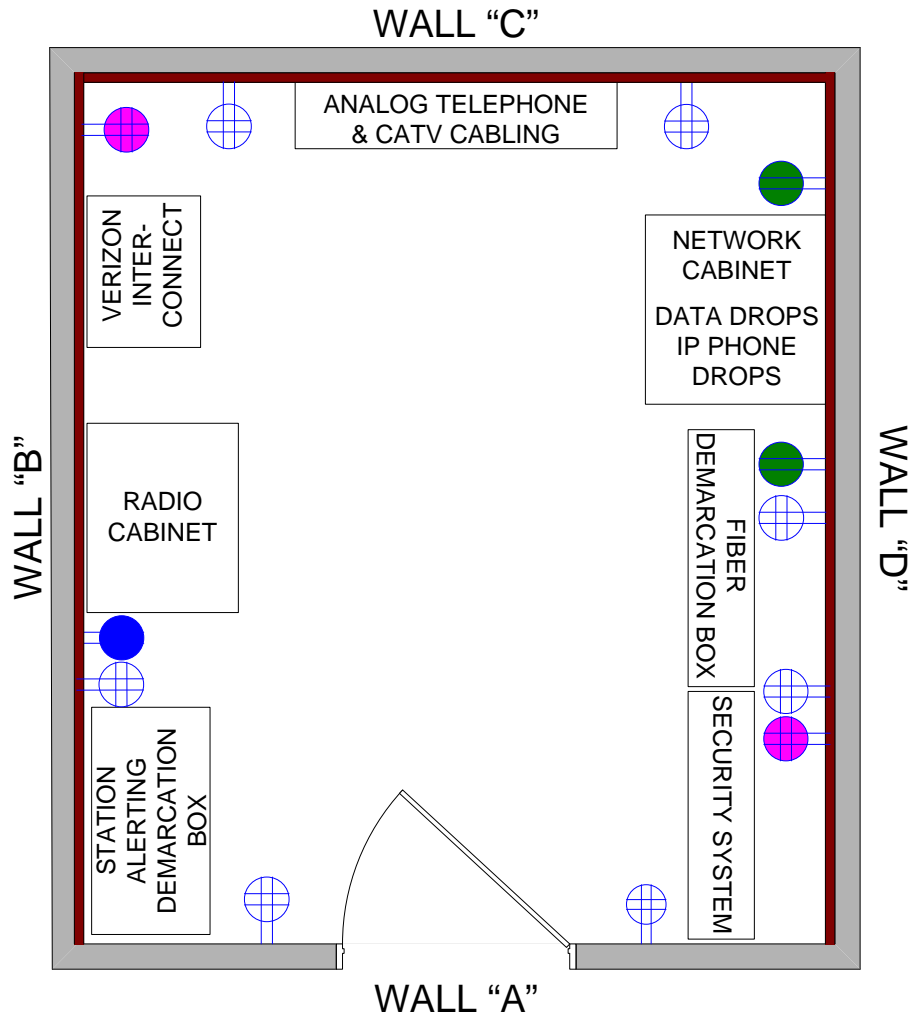 WALL “C”
ANALOG TELEPHONE
& CATV CABLING
VERIZON
INTER-
CONNECT
NETWORK
CABINET
DATA DROPS
IP PHONE
DROPS
WALL “B”
RADIO
CABINET
FIBER
DEMARCATION BOX
WALL “D”
STATION
ALERTING
DEMARCATION
BOX
SECURITY SYSTEM
WALL “A”